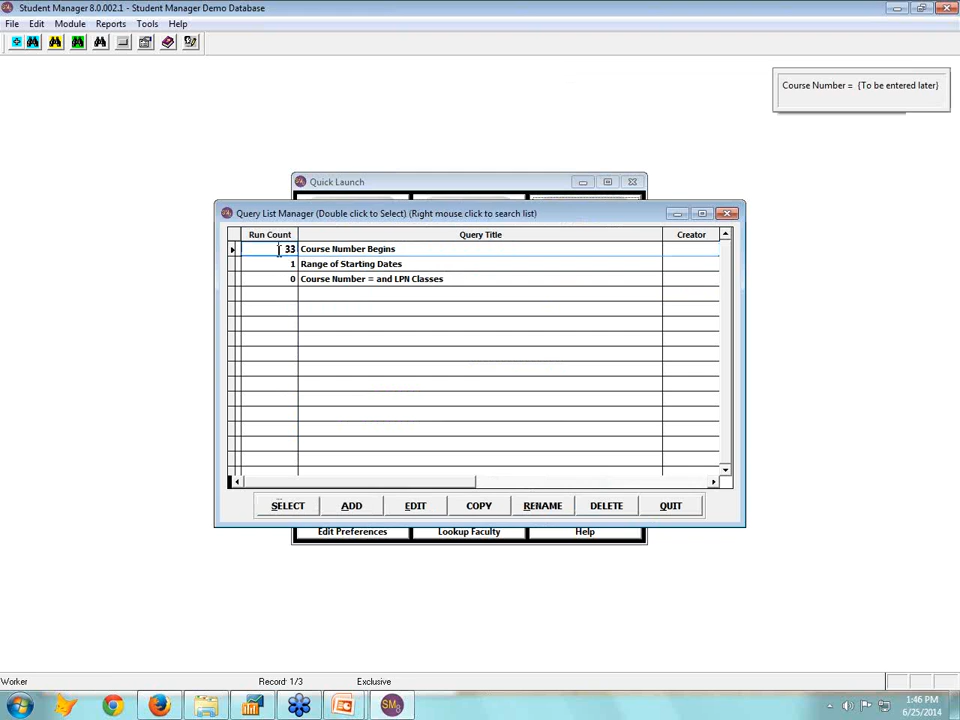 Student Manager 8.0.002.1 - Student Manager Demo Database
File Edit Module Reports Tools Help
Course Number = {To be entered later}
Quick Launch
Query List Manager (Double click to Select) (Right mouse click to search list)
Run Count Query Title Creator
33 Course Number Begins
1 Range of Starting Dates
0 Course Number = and LPN Classes
SELECT ADD EDIT COPY RENAME DELETE QUIT
Edit Preferences Lookup Faculty Help
Worker Record: 1/3 Exclusive
1:46 PM
6/25/2014